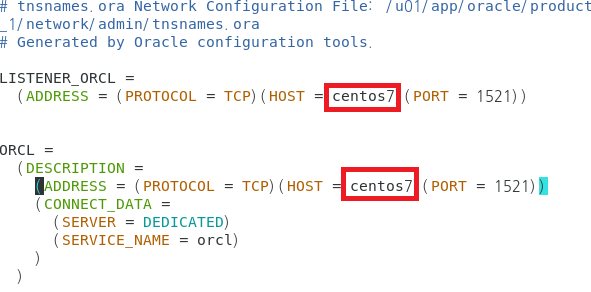 # tnsnames.ora Network Configuration File: /u01/app/oracle/product
_1/network/admin/tnsnames.ora
# Generated by Oracle configuration tools.
LISTENER_ORCL =
(ADDRESS = (PROTOCOL = TCP)(HOST = centos7 (PORT = 1521))
ORCL =
(DESCRIPTION =
(ADDRESS = (PROTOCOL = TCP)(HOST = centos7 (PORT = 1521))
(CONNECT_DATA =
(SERVER = DEDICATED)
(SERVICE_NAME = orcl)
)
)